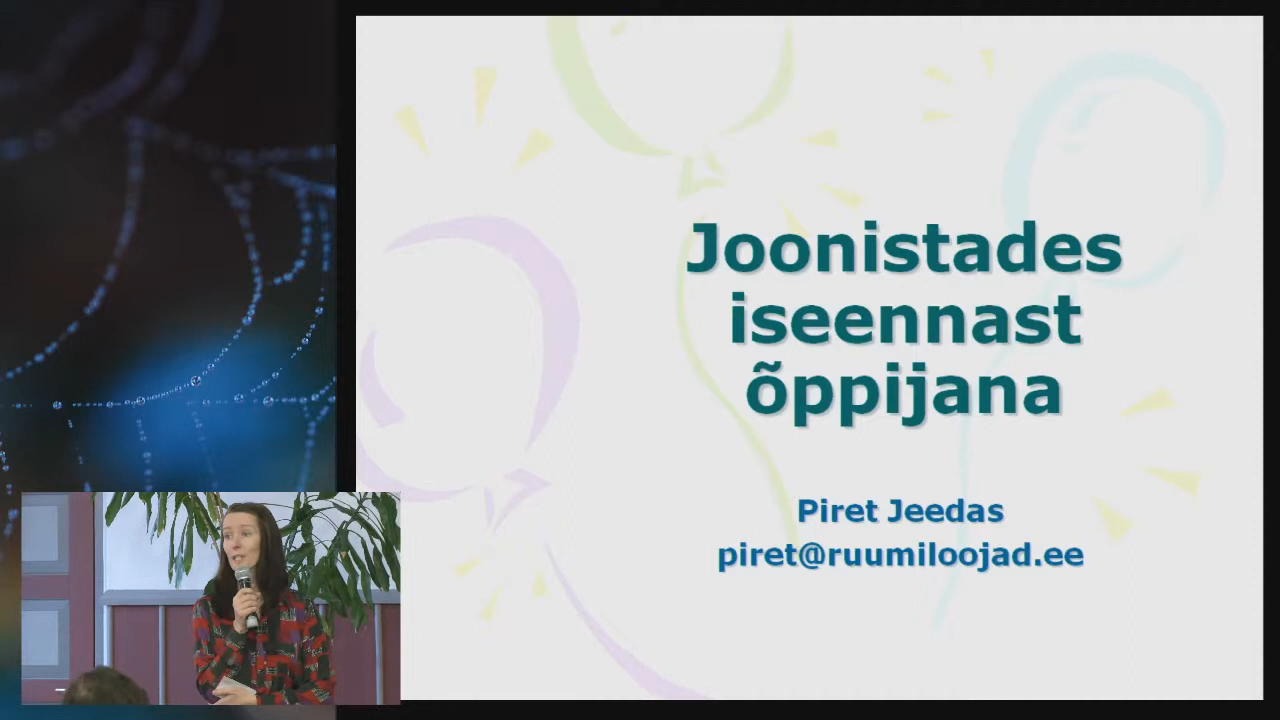 Joonistades
iseennast
õppijana
Piret Jeedas
piret@ruumiloojad.ee